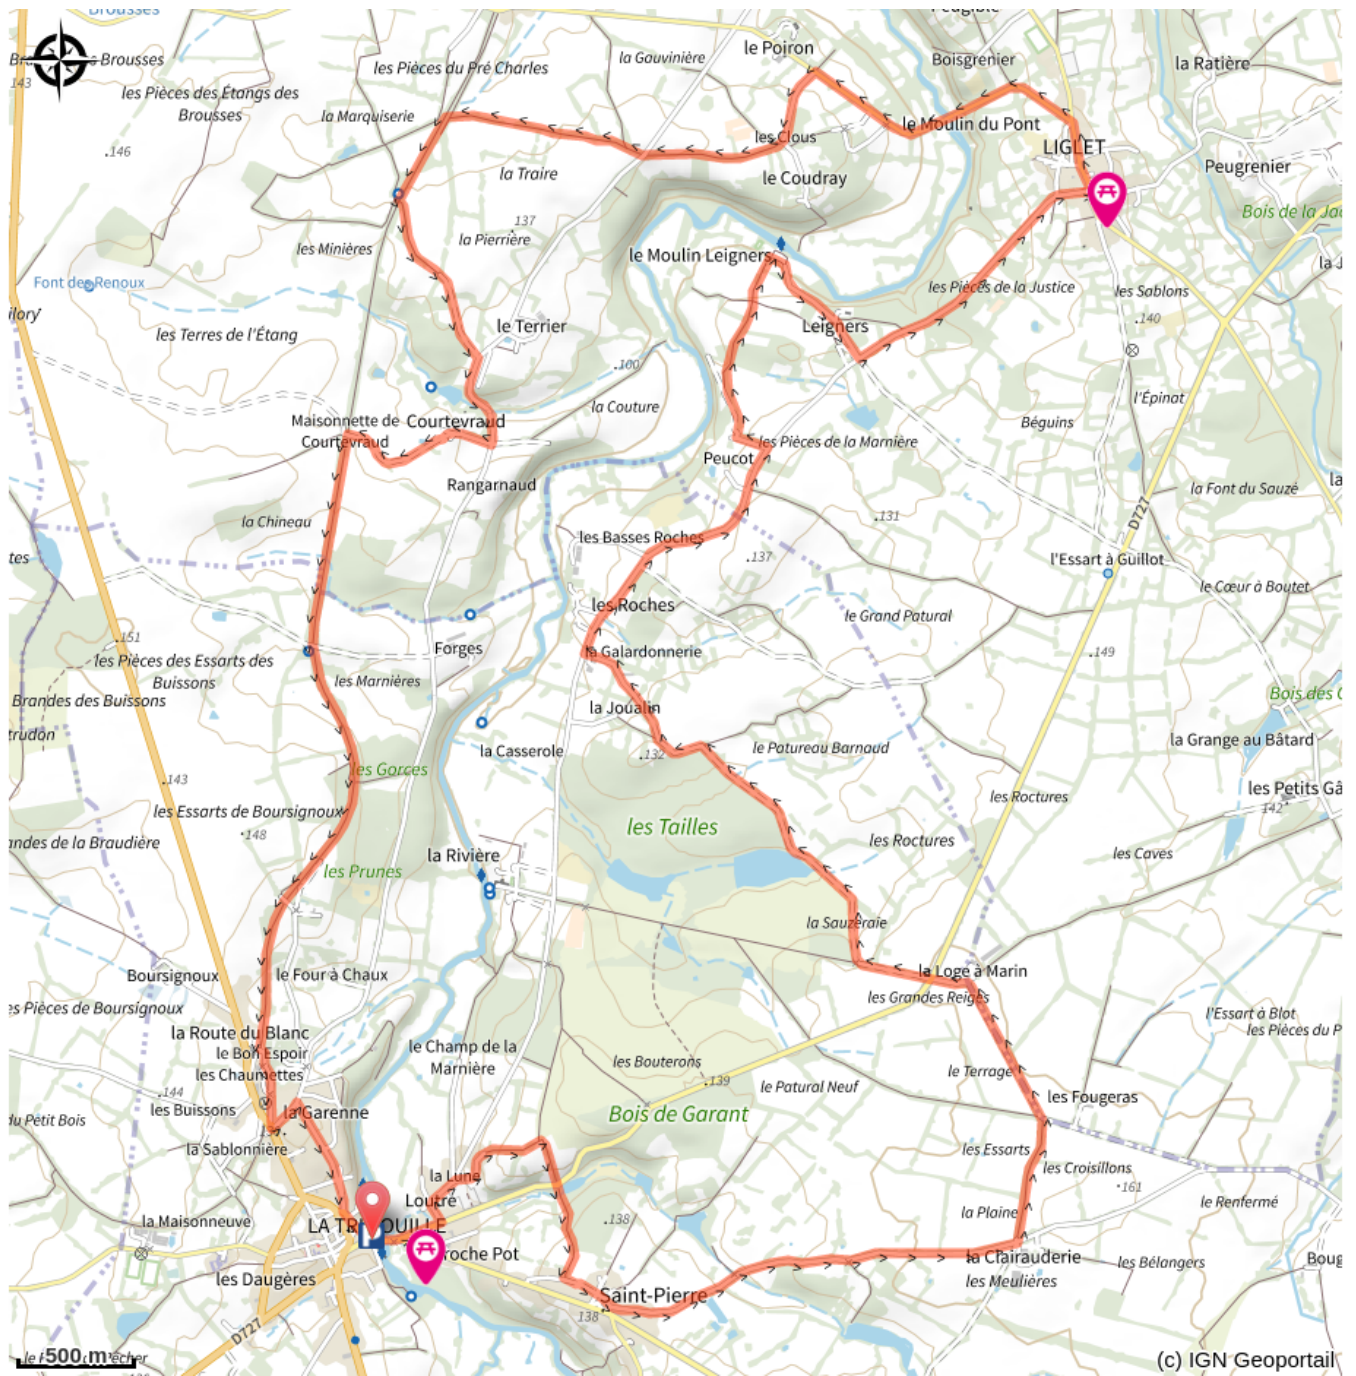 Brousses
le Poiron
Boisgrenier
la Gauvinière
la Ratière
Brousses
les Pièces du Pré Charles
143
les Pièces des Étangs des
Brousses
la Marquiserie
le Moulin du Pont
les Clous
LIGLET
146
Peugrenier
la Traire
le Coudray
137
la Pierrière
les Minières
le Moulin Leigners
Font des Renoux
les Pièces de la Justice
les Sablons
140
les Terres de l'Étang
le Terrier
Leigners
100
la Couture
l'Épinat
Maisonnette de
Courtevraud
Courtevraud
Béguins
les Pièces de la Marnière
Peucot
Rangarnaud
la Font du Sauzé
la Chineau
131
D727
les Basses Roches
137
l'Essart à Guillot
le Cœur à Boutet
les Roches
le Grand Patural
151
Forges
la Galardonnerie
149
les Pièces des Essarts des
Buissons
les Marnières
Brandes des Buissons
la Joualin
la Grange au Bâtard
la Casserole
132
le Patureau Barnaud
les Gorces
143
les Petits Gâ
les Roctures
142
les Essarts de Boursignoux
148
les Tailles
les Roctures
andes de la Braudière
la Rivière
les Caves
les Prunes
la Sauzeraie
Boursignoux
le Four à Chaux
la Loge à Marin
les Grandes Reiges
es Pièces de Boursignoux
l'Essart à Blot
les Pièces du P
la Route du Blanc
le Bon Espoir
le Champ de la
Marnière
les Bouterons
les Chaumettes
139
le Patural Neuf
le Terrage
144
les Fougeras
les Buissons
la Garenne
Bois de Garant
du Petit Bois
la Sablonnière
les Essarts
les Croisillons
la Lune
161
le Renfermé
Loutre
la Plaine
la Maisonneuve
138
roche Pot
la Clairauderie
les Bélangers
les Daugères
les Meulières
Saint-Pierre
138
D727
500 m
(c) IGN Geoportail